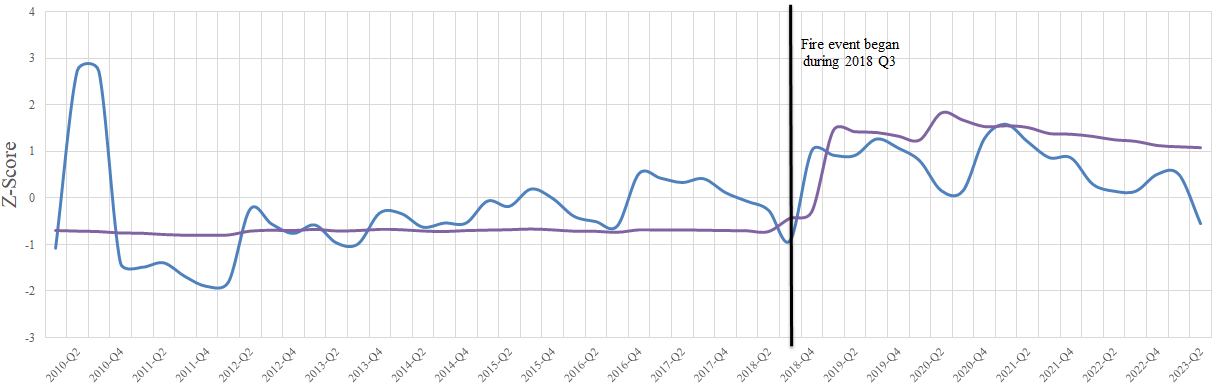 4
3
2
1
0
-1
-2
-3
Z-Score
Fire event began
during 2018 Q3
2010-Q2
2010-Q4
2011-Q2
2011-Q4
2012-Q2
2012-Q4
2013-Q2
2013-Q4
2014-Q2
2014-Q4
2015-Q2
2015-Q4
2016-Q2
2016-Q4
2017-Q2
2017-Q4
2018-Q2
2018-Q4
2019-Q2
2019-Q4
2020-Q2
2020-Q4
2021-Q2
2021-Q4
2022-Q2
2022-Q4
2023-Q2